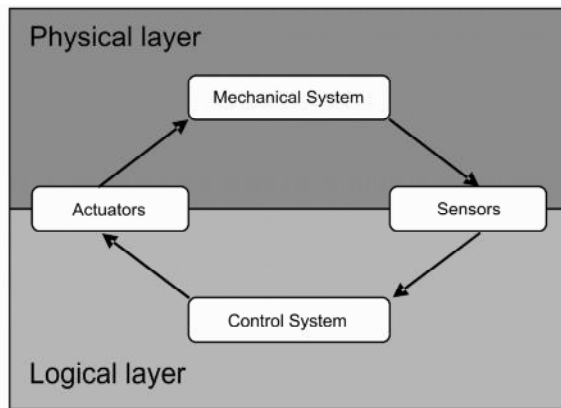 Physical layer
Mechanical System
Actuators
Sensors
Control System
Logical layer